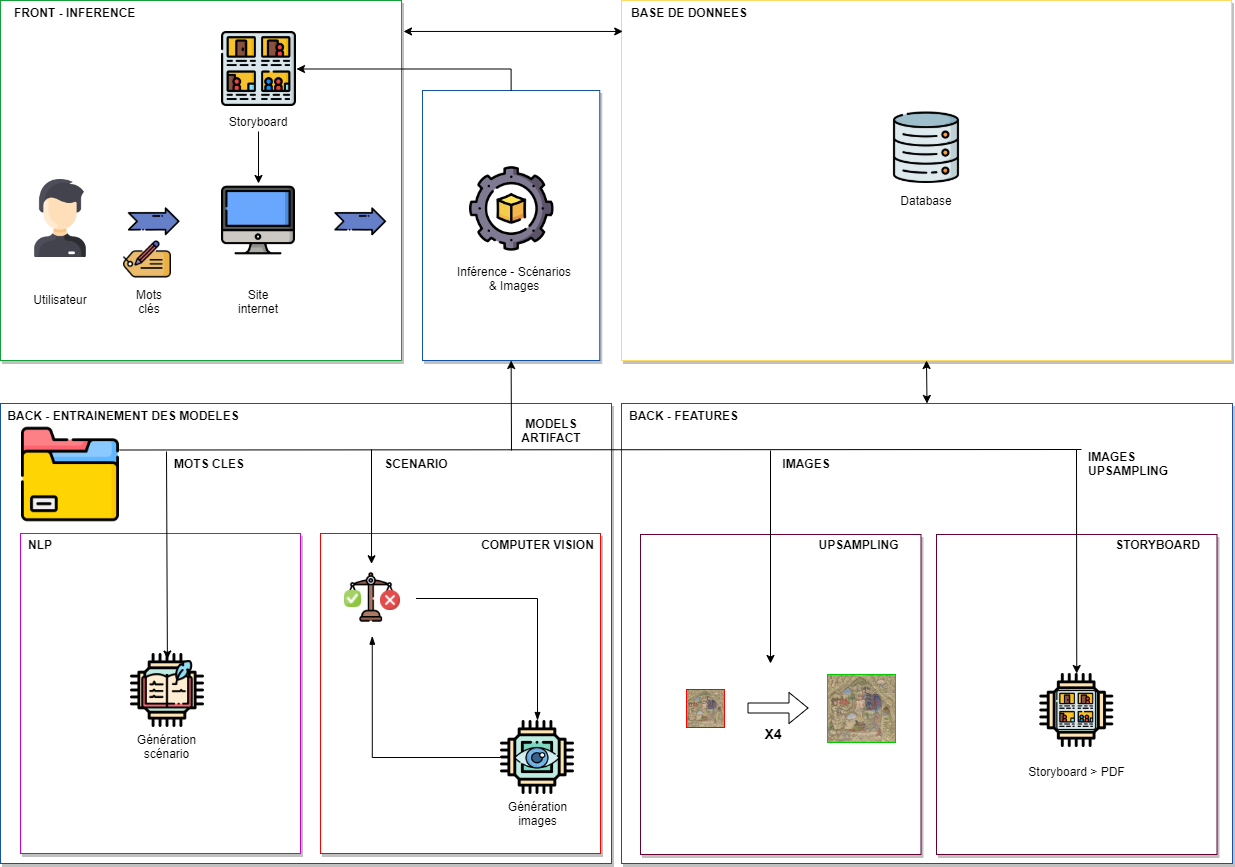 FRONT - INFERENCE
Storyboard
Utilisateur
Mots
clés
Site
internet
Inférence - Scénarios
& Images
BASE DE DONNEES
Database
BACK - ENTRAINEMENT DES MODELES
MODELS
ARTIFACT
MOTS CLES
SCENARIO
NLP
Génération
scénario
COMPUTER VISION
Génération
images
BACK - FEATURES
IMAGES
IMAGES
UPSAMPLING
UPSAMPLING
X4
STORYBOARD
Storyboard > PDF